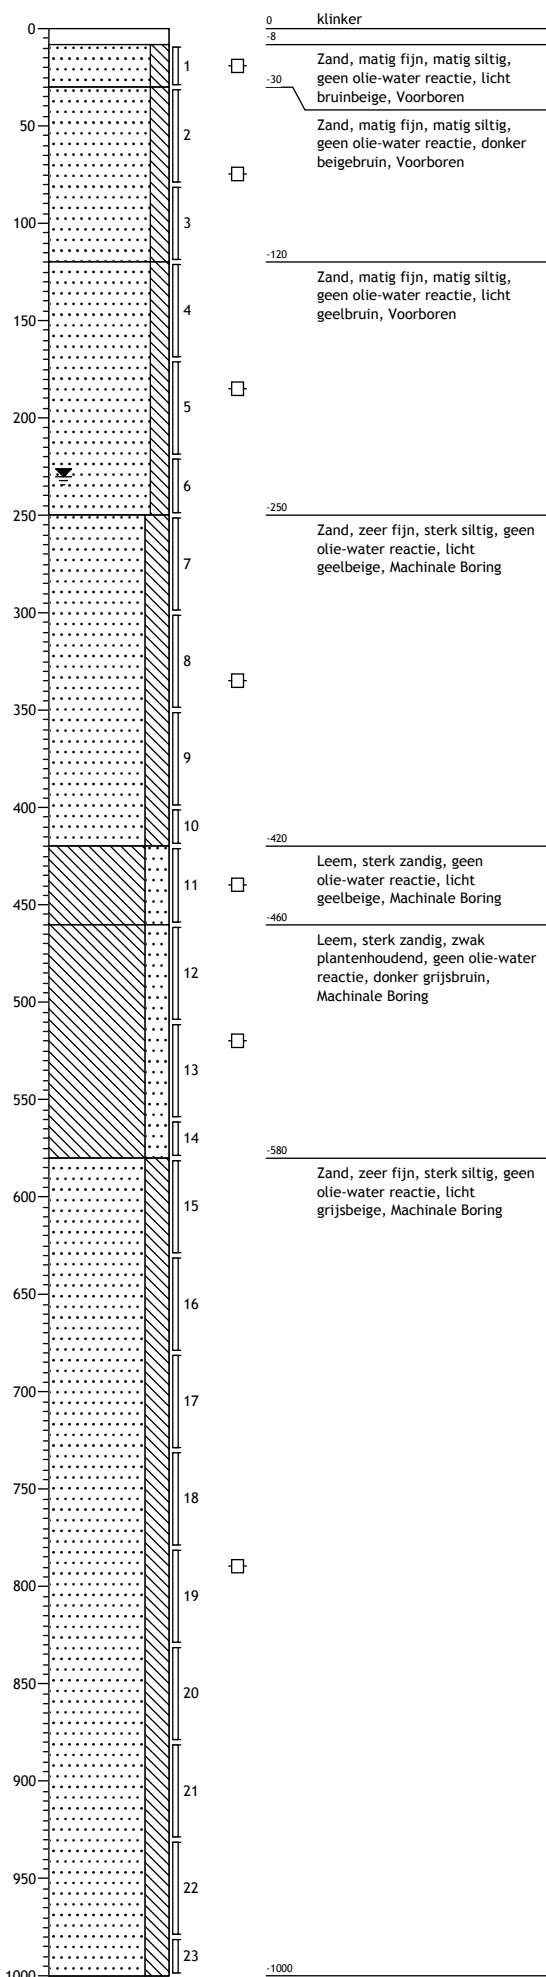 0
50
100
150
200
250
300
350
400
450
500
550
600
650
700
750
800
850
900
950
1000
1
2
3
4
5
6
7
8
9
10
11
12
13
14
15
16
17
18
19
20
21
22
23
0
klinker
-8
Zand, matig fijn, matig siltig,
geen olie-water reactie, licht
bruinbeige, Voorboren
-30
Zand, matig fijn, matig siltig,
geen olie-water reactie, donker
beigebruin, Voorboren
-120
Zand, matig fijn, matig siltig,
geen olie-water reactie, licht
geelbruin, Voorboren
-250
Zand, zeer fijn, sterk siltig, geen
olie-water reactie, licht
geelbeige, Machinale Boring
-420
Leem, sterk zandig, geen
olie-water reactie, licht
geelbeige, Machinale Boring
-460
Leem, sterk zandig, zwak
plantenhoudend, geen olie-water
reactie, donker grijsbruin,
Machinale Boring
-580
Zand, zeer fijn, sterk siltig, geen
olie-water reactie, licht
grijsbeige, Machinale Boring
-1000